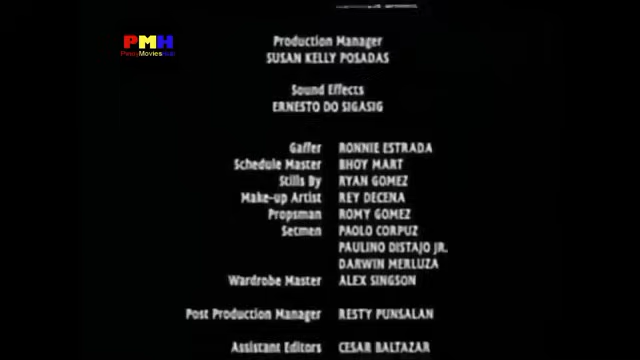 PMH
PinoyMoviesHub
Production Manager
SUSAN KELLY POSADAS
Sound Effects
ERNESTO DO SIGASIG
Gaffer RONNIE ESTRADA
Schedule Master BHOY MART
Stills By RYAN GOMEZ
Make-up Artist REY DECENA
Propsman ROMY GOMEZ
Setmen PAOLO CORPUZ
PAULINO DISTAJO JR.
DARWIN MERLUZA
Wardrobe Master ALEX SINGSON
Post Production Manager RESTY PUNSALAN
Assistant Editors CESAR BALTAZAR